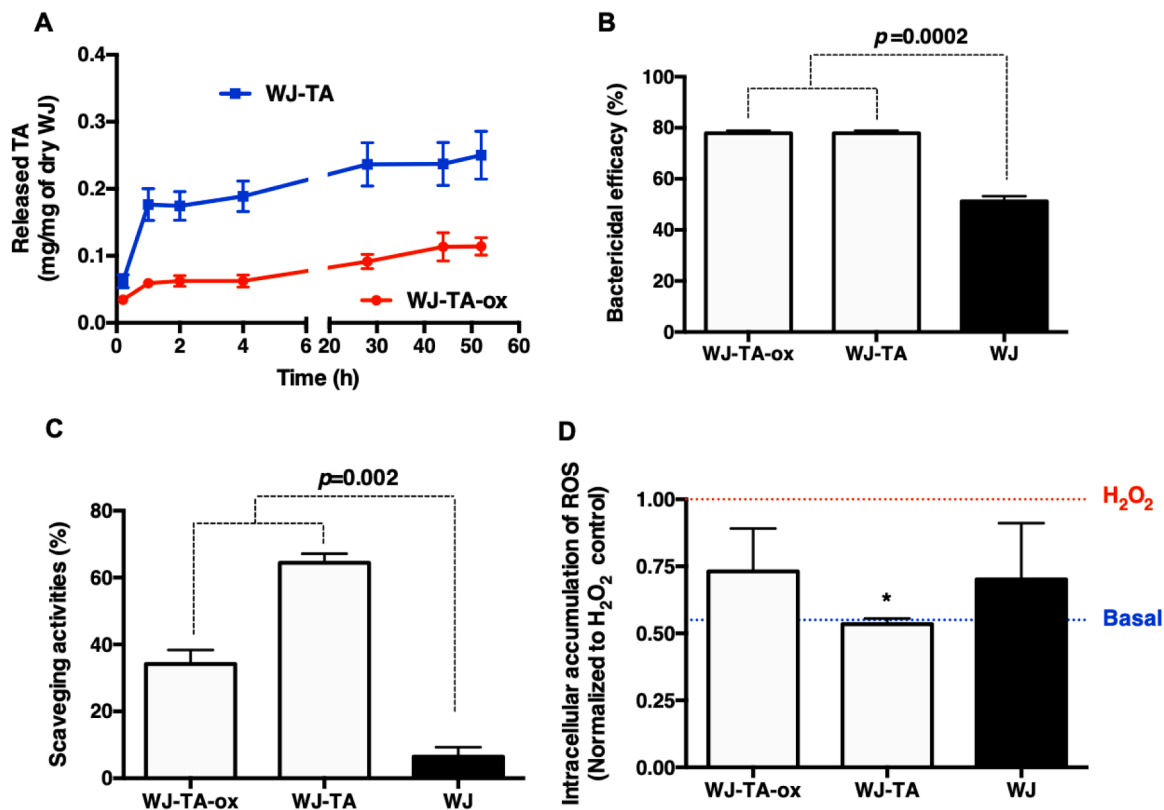 A
Released TA
(mg/mg of dry WJ)
0.4
0.3
0.2
0.1
0.0
WJ-TA
WJ-TA-ox
0 2 4 6 20 30 40 50 60
Time (h)
B
p=0.0002
Bactericidal efficacy (%)
100
80
60
40
20
0
WJ-TA-ox WJ-TA WJ
C
p=0.002
Scaveging activities (%)
80
60
40
20
0
WJ-TA-ox WJ-TA WJ
D
Intracellular accumulation of ROS
(Normalized to H₂O₂ control)
1.00
0.75
0.50
0.25
0.00
H₂O₂
*
Basal
WJ-TA-ox WJ-TA WJ